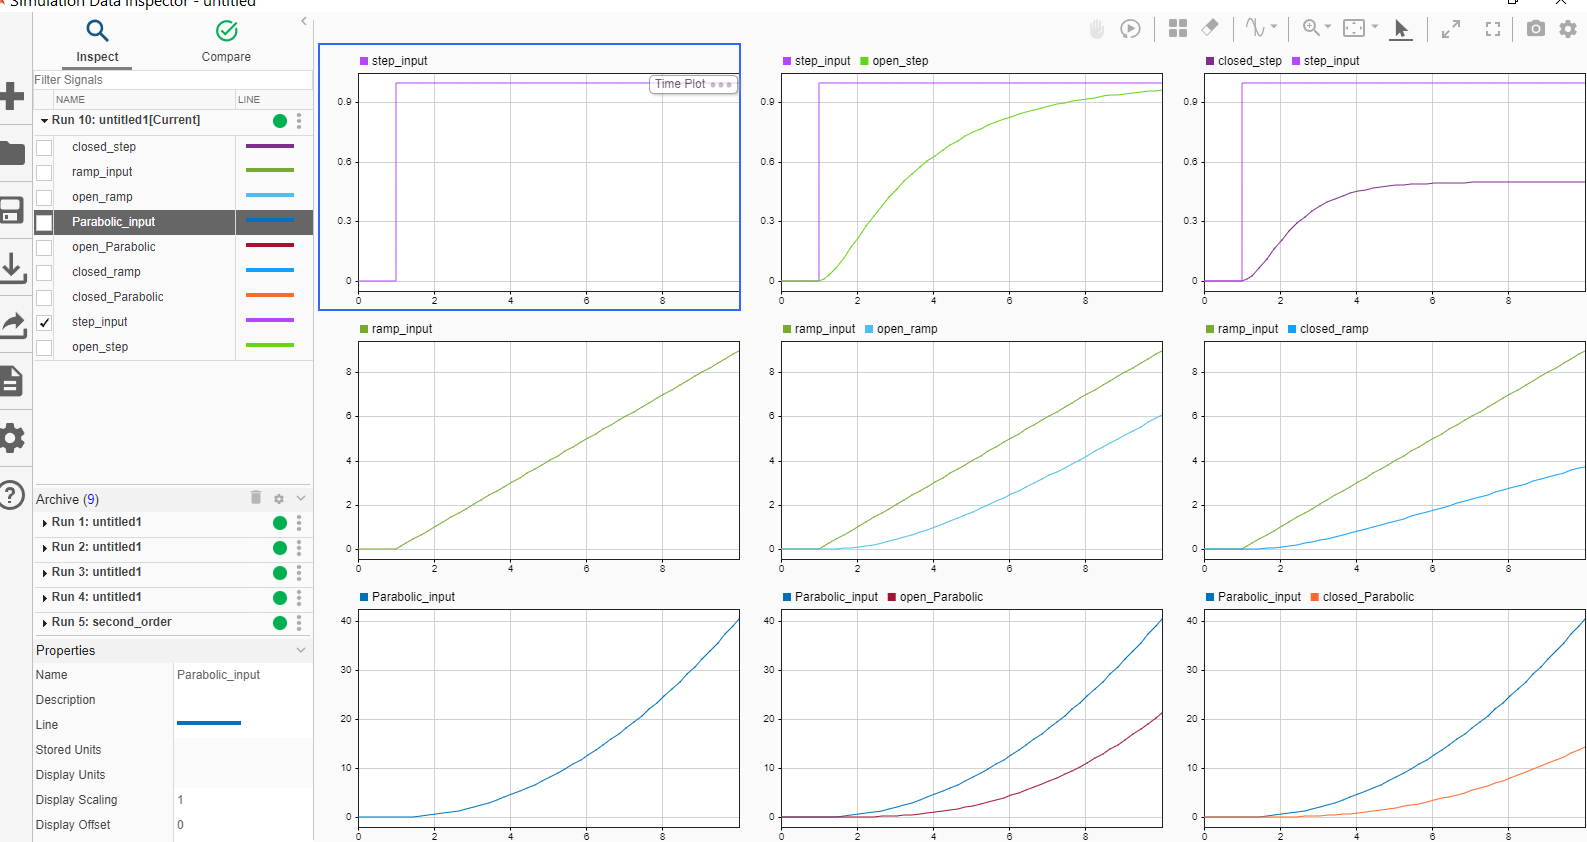 Simulation Data Inspector - untitled
Inspect
Compare
Filter Signals
NAME LINE
Run 10: untitled1[Current]
closed_step
ramp_input
open_ramp
Parabolic_input
open_Parabolic
closed_ramp
closed_Parabolic
step_input
open_step
Archive (9)
Run 1: untitled1
Run 2: untitled1
Run 3: untitled1
Run 4: untitled1
Run 5: second_order
Properties
Name Parabolic_input
Description
Line
Stored Units
Display Units
Display Scaling 1
Display Offset 0
step_input
Time Plot
0.9
0.6
0.3
0
0 2 4 6 8
step_input open_step
0.9
0.6
0.3
0
0 2 4 6 8
closed_step step_input
0.9
0.6
0.3
0
0 2 4 6 8
ramp_input
8
6
4
2
0
0 2 4 6 8
ramp_input open_ramp
8
6
4
2
0
0 2 4 6 8
ramp_input closed_ramp
8
6
4
2
0
0 2 4 6 8
Parabolic_input
40
30
20
10
0
0 2 4 6 8
Parabolic_input open_Parabolic
40
30
20
10
0
0 2 4 6 8
Parabolic_input closed_Parabolic
40
30
20
10
0
0 2 4 6 8